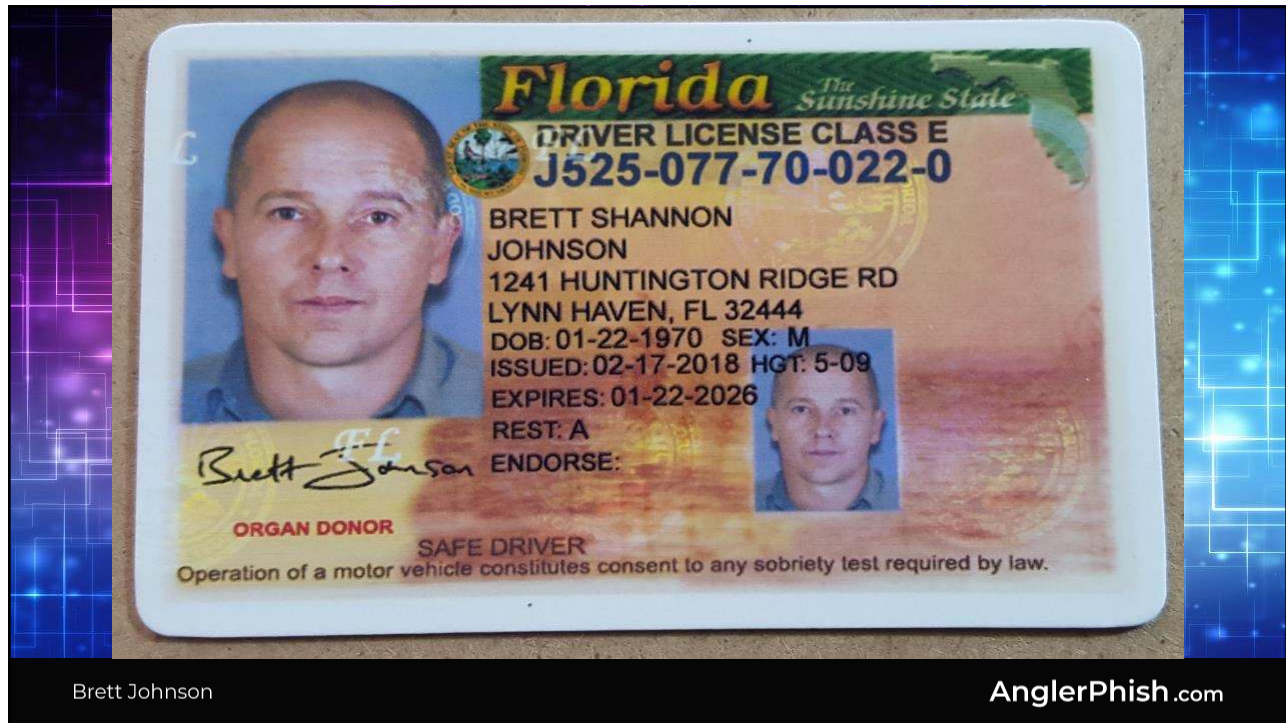 Florida The Sunshine State
DRIVER LICENSE CLASS E
J525-077-70-022-0
BRETT SHANNON
JOHNSON
1241 HUNTINGTON RIDGE RD
LYNN HAVEN, FL 32444
DOB: 01-22-1970 SEX: M
ISSUED: 02-17-2018 HGT: 5-09
EXPIRES: 01-22-2026
REST: A
FL
Brett Johnson ENDORSE:
ORGAN DONOR
SAFE DRIVER
Operation of a motor vehicle constitutes consent to any sobriety test required by law.
Brett Johnson
AnglerPhish.com